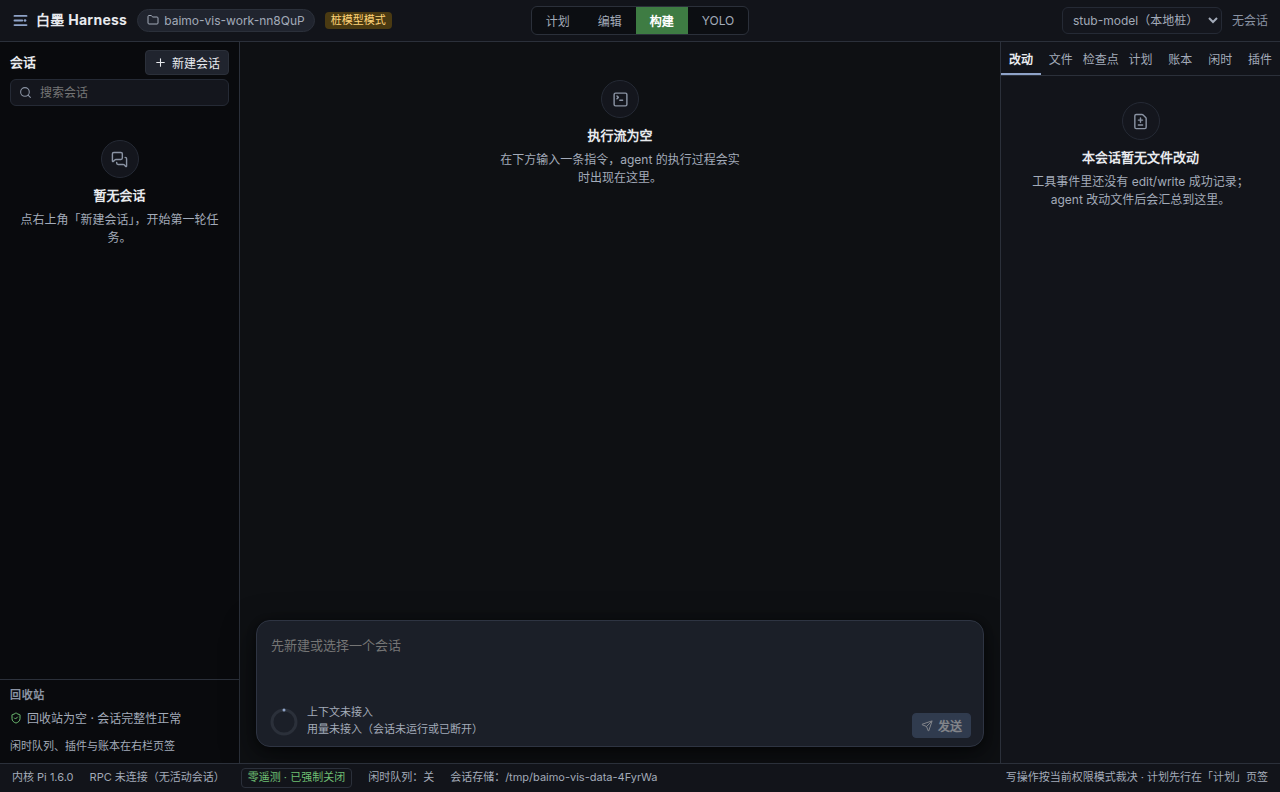 白墨 Harness
baimo-vis-work-nn8QuP
桩模型模式
计划
编辑
构建
YOLO
stub-model（本地桩）
无会话
会话
新建会话
搜索会话
暂无会话
点右上角「新建会话」，开始第一轮任
务。
回收站
回收站为空 · 会话完整性正常
闲时队列、插件与账本在右栏页签
执行流为空
在下方输入一条指令，agent 的执行过程会实
时出现在这里。
先新建或选择一个会话
上下文未接入
用量未接入（会话未运行或已断开）
发送
改动
文件
检查点
计划
账本
闲时
插件
本会话暂无文件改动
工具事件里还没有 edit/write 成功记录；
agent 改动文件后会汇总到这里。
内核 Pi 1.6.0
RPC 未连接（无活动会话）
零遥测 · 已强制关闭
闲时队列：关
会话存储：/tmp/baimo-vis-data-4FyrWa
写操作按当前权限模式裁决 · 计划先行在「计划」页签